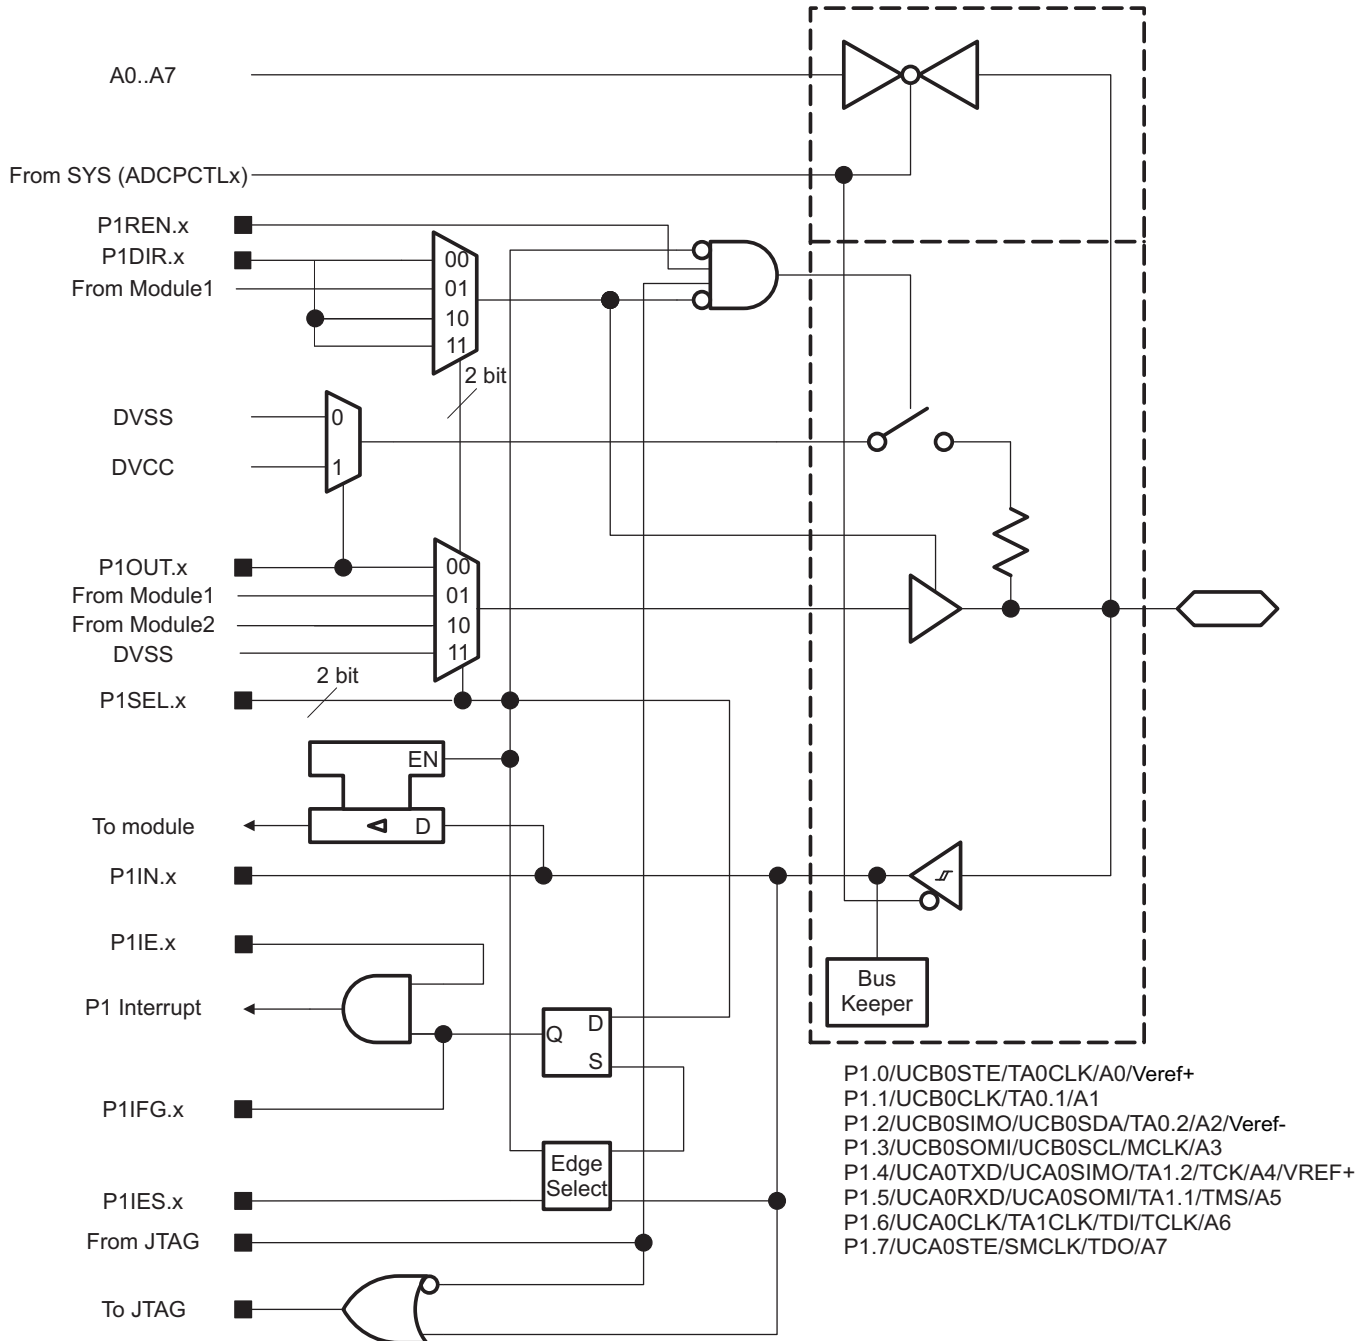 A0..A7
From SYS (ADCPCTLx)
P1REN.x
P1DIR.x
From Module1
00
01
10
11
2 bit
DVSS
DVCC
0
1
P1OUT.x
From Module1
From Module2
DVSS
00
01
10
11
P1SEL.x
2 bit
EN
D
To module
P1IN.x
P1IE.x
P1 Interrupt
Q
D
S
Bus
Keeper
P1IFG.x
Edge
Select
P1IES.x
From JTAG
To JTAG
P1.0/UCB0STE/TA0CLK/A0/Veref+
P1.1/UCB0CLK/TA0.1/A1
P1.2/UCB0SIMO/UCB0SDA/TA0.2/A2/Veref-
P1.3/UCB0SOMI/UCB0SCL/MCLK/A3
P1.4/UCA0TXD/UCA0SIMO/TA1.2/TCK/A4/VREF+
P1.5/UCA0RXD/UCA0SOMI/TA1.1/TMS/A5
P1.6/UCA0CLK/TA1CLK/TDI/TCLK/A6
P1.7/UCA0STE/SMCLK/TDO/A7